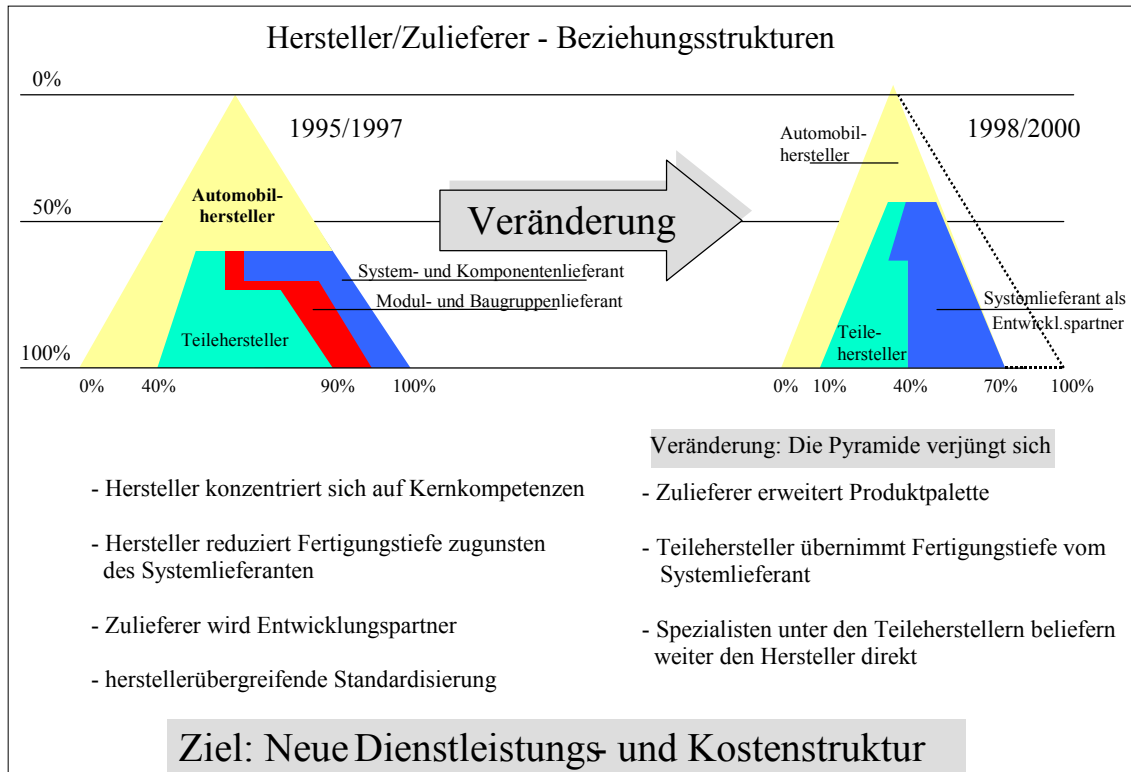 Hersteller/Zulieferer - Beziehungsstrukturen
0%
1995/1997
1998/2000
Automobil-
hersteller
Automobil-
hersteller
50%
Veränderung
System- und Komponentenlieferant
Modul- und Baugruppenlieferant
Systemlieferant als
Entwickl.spartner
Teilehersteller
Teile-
hersteller
100%
0% 40% 90% 100%
0% 10% 40% 70% 100%
Veränderung: Die Pyramide verjüngt sich
- Hersteller konzentriert sich auf Kernkompetenzen
- Hersteller reduziert Fertigungstiefe zugunsten
des Systemlieferanten
- Zulieferer wird Entwicklungspartner
- herstellerübergreifende Standardisierung
- Zulieferer erweitert Produktpalette
- Teilehersteller übernimmt Fertigungstiefe vom
Systemlieferant
- Spezialisten unter den Teileherstellern beliefern
weiter den Hersteller direkt
Ziel: Neue Dienstleistungs- und Kostenstruktur